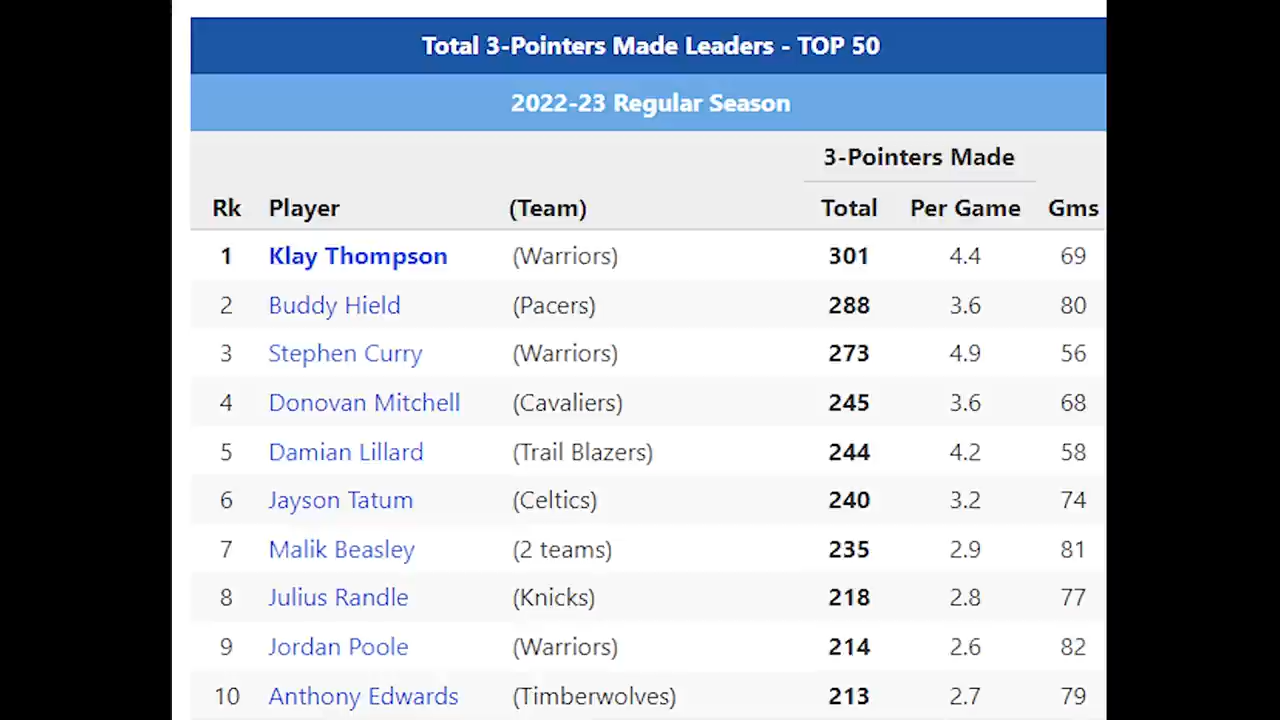 Total 3-Pointers Made Leaders - TOP 50
2022-23 Regular Season
3-Pointers Made
Rk Player (Team) Total Per Game Gms
1 Klay Thompson (Warriors) 301 4.4 69
2 Buddy Hield (Pacers) 288 3.6 80
3 Stephen Curry (Warriors) 273 4.9 56
4 Donovan Mitchell (Cavaliers) 245 3.6 68
5 Damian Lillard (Trail Blazers) 244 4.2 58
6 Jayson Tatum (Celtics) 240 3.2 74
7 Malik Beasley (2 teams) 235 2.9 81
8 Julius Randle (Knicks) 218 2.8 77
9 Jordan Poole (Warriors) 214 2.6 82
10 Anthony Edwards (Timberwolves) 213 2.7 79